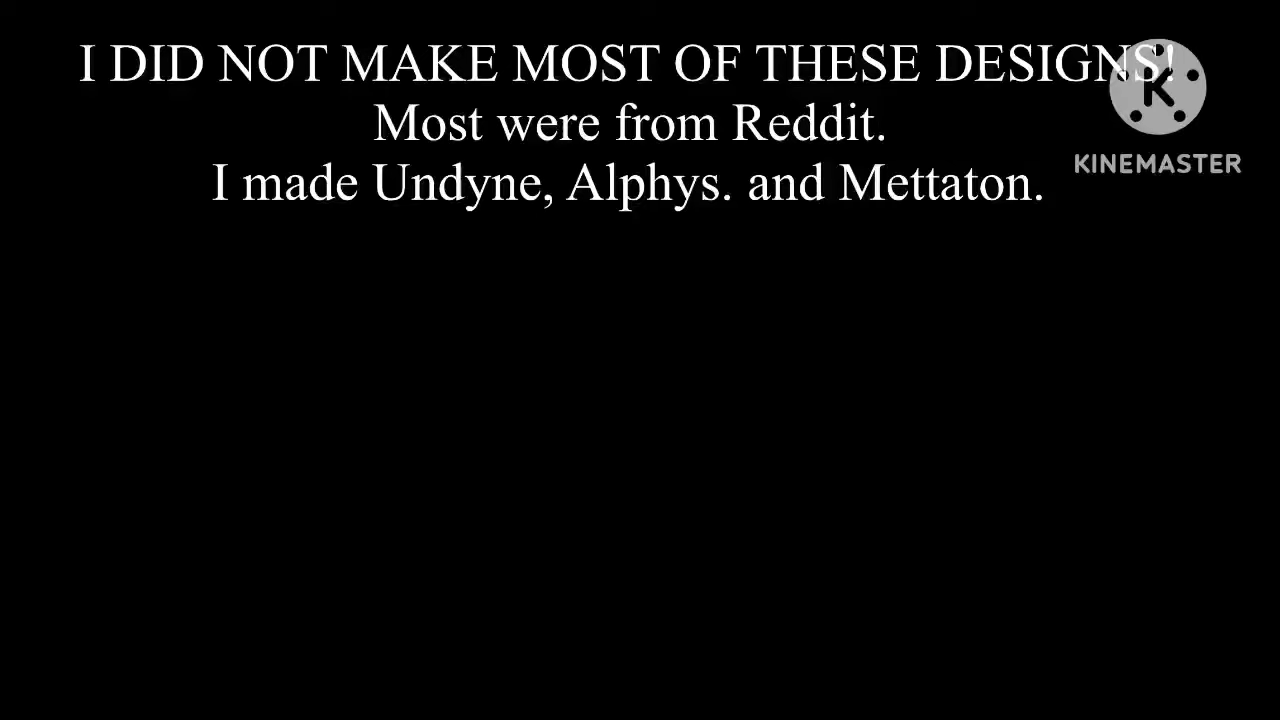 I DID NOT MAKE MOST OF THESE DESIGNS!
Most were from Reddit.
I made Undyne, Alphys. and Mettaton.
K
KINEMASTER